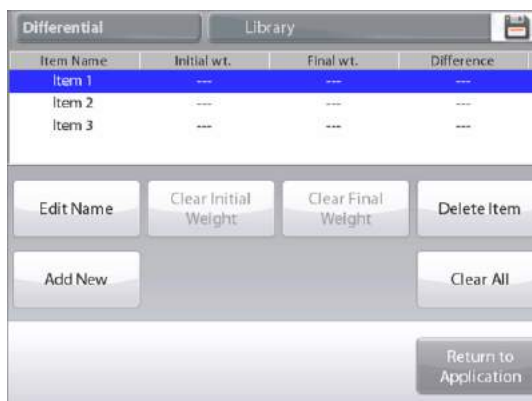 Differential Library
Item Name Initial wt. Final wt. Difference
Item 1 --- --- ---
Item 2 --- --- ---
Item 3 --- --- ---
Edit Name
Clear Initial
Weight
Clear Final
Weight
Delete Item
Add New
Clear All
Return to
Application